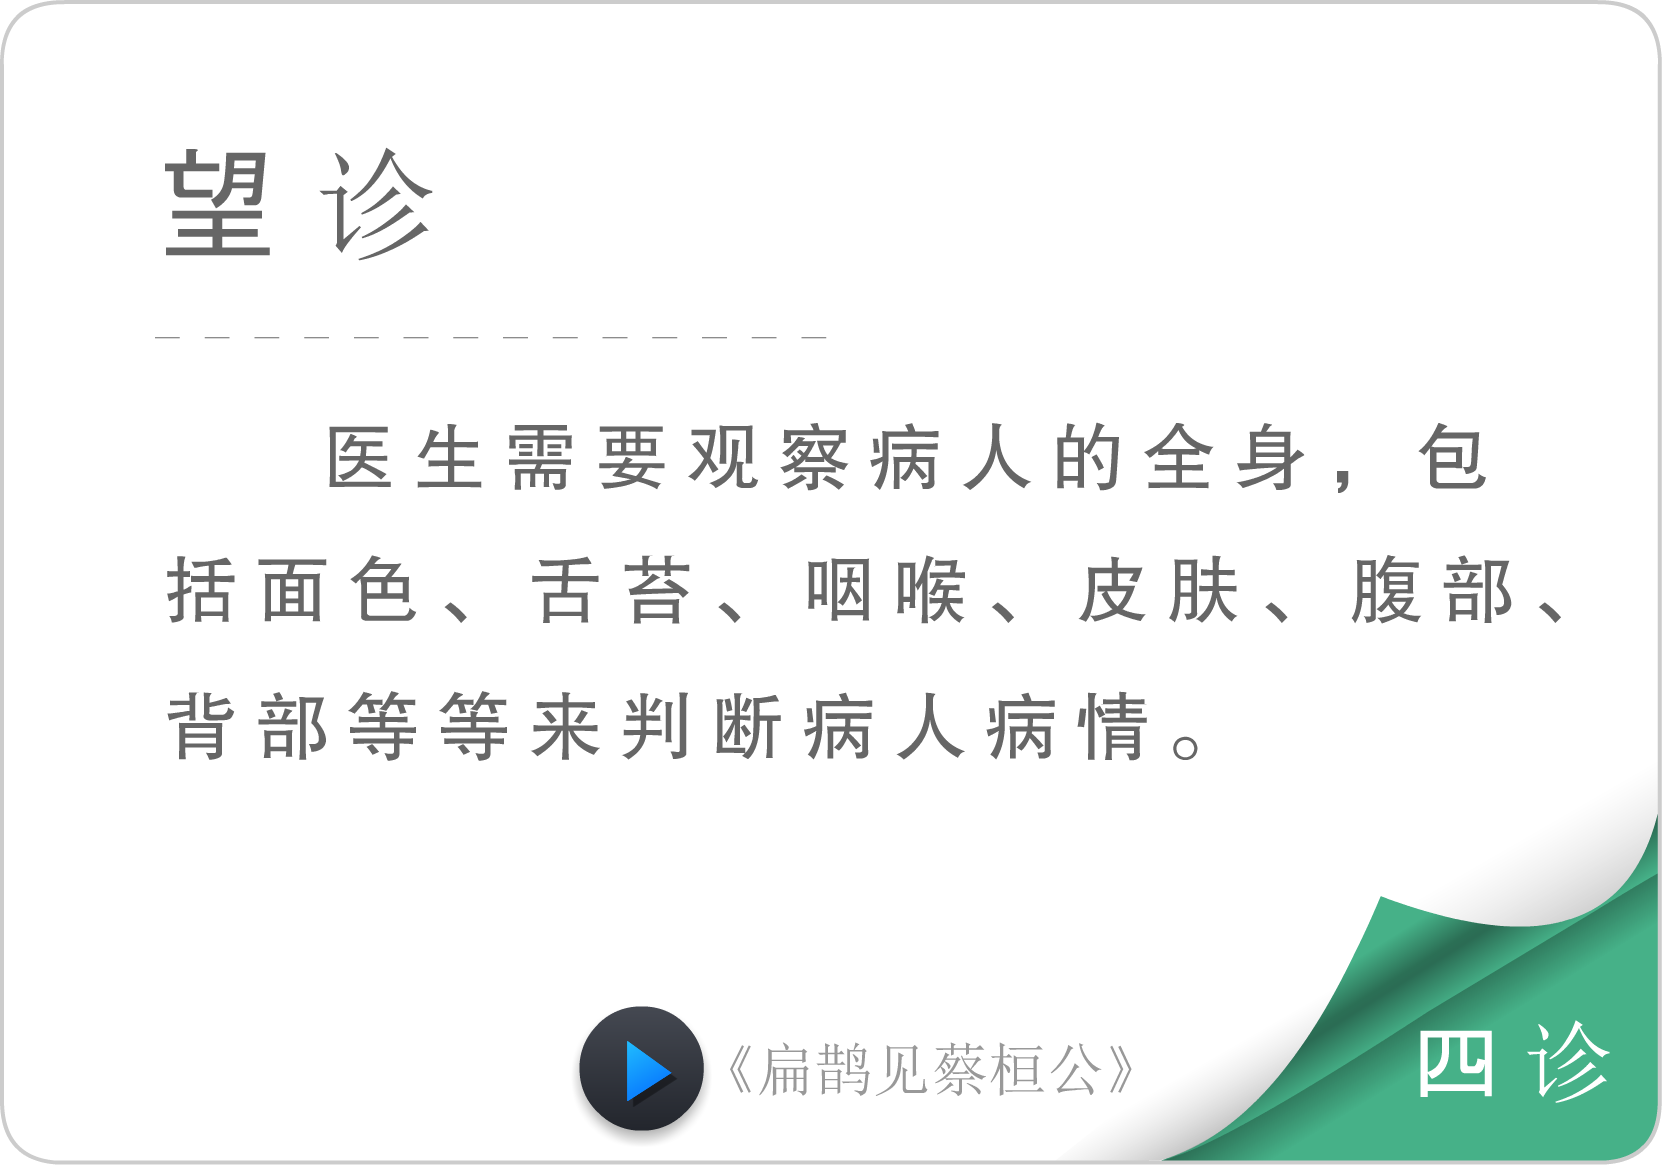 望诊
医生需要观察病人的全身，包
括面色、舌苔、咽喉、皮肤、腹部、
背部等等来判断病人病情。
《扁鹊见蔡桓公》
四诊